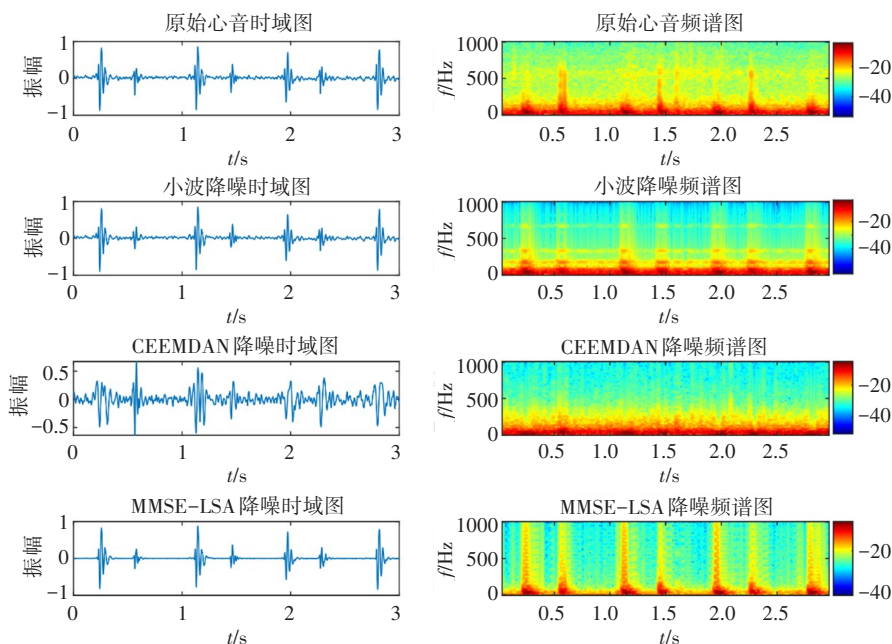 原始心音时域图
振幅
1
0
−1
0
1
2
3
t/s
原始心音频谱图
f/Hz
1000
500
0
0.5
1.0
1.5
2.0
2.5
t/s
−20
−40
小波降噪时域图
振幅
1
0
−1
0
1
2
3
t/s
小波降噪频谱图
f/Hz
1000
500
0
0.5
1.0
1.5
2.0
2.5
t/s
−20
−40
CEEMDAN降噪时域图
振幅
0.5
0
−0.5
0
1
2
3
t/s
CEEMDAN降噪频谱图
f/Hz
1000
500
0
0.5
1.0
1.5
2.0
2.5
t/s
−20
−40
MMSE-LSA降噪时域图
振幅
1
0
−1
0
1
2
3
t/s
MMSE-LSA降噪频谱图
f/Hz
1000
500
0
0.5
1.0
1.5
2.0
2.5
t/s
−20
−40